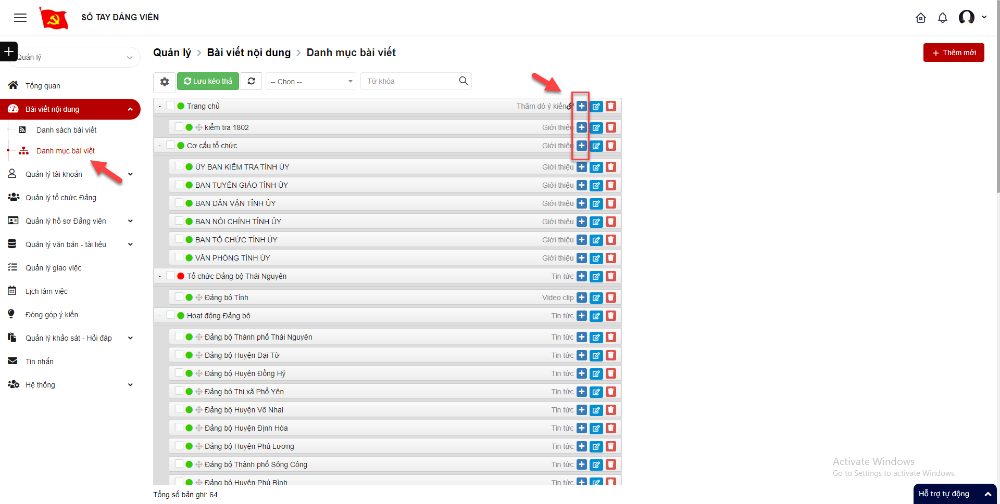 SỔ TAY ĐẢNG VIÊN
Quản lý
Tổng quan
Bài viết nội dung
Danh sách bài viết
Danh mục bài viết
Quản lý tài khoản
Quản lý tổ chức Đảng
Quản lý hồ sơ Đảng viên
Quản lý văn bản - tài liệu
Quản lý giao việc
Lịch làm việc
Đóng góp ý kiến
Quản lý khảo sát - Hỏi đáp
Tin nhắn
Hệ thống
Quản lý > Bài viết nội dung > Danh mục bài viết
+ Thêm mới
Lưu kéo thả -- Chọn -- Từ khóa
- Trang chủ Thăm dò ý kiến
kiểm tra 1802 Giới thiệu
- Cơ cấu tổ chức Giới thiệu
ỦY BAN KIỂM TRA TỈNH ỦY Giới thiệu
BAN TUYÊN GIÁO TỈNH ỦY Giới thiệu
BAN DÂN VẬN TỈNH ỦY Giới thiệu
BAN NỘI CHÍNH TỈNH ỦY Giới thiệu
BAN TỔ CHỨC TỈNH ỦY Giới thiệu
VĂN PHÒNG TỈNH ỦY Giới thiệu
- Tổ chức Đảng bộ Thái Nguyên Tin tức
Đảng bộ Tỉnh Video clip
- Hoạt động Đảng bộ Tin tức
Đảng bộ Thành phố Thái Nguyên Tin tức
Đảng bộ Huyện Đại Từ Tin tức
Đảng bộ Huyện Đồng Hỷ Tin tức
Đảng bộ Thị xã Phổ Yên Tin tức
Đảng bộ Huyện Võ Nhai Tin tức
Đảng bộ Huyện Định Hóa Tin tức
Đảng bộ Huyện Phú Lương Tin tức
Đảng bộ Thành phố Sông Công Tin tức
Đảng bộ Huyện Phú Bình Tin tức
Tổng số bản ghi: 64
Activate Windows
Go to Settings to activate Windows.
Hỗ trợ tự động